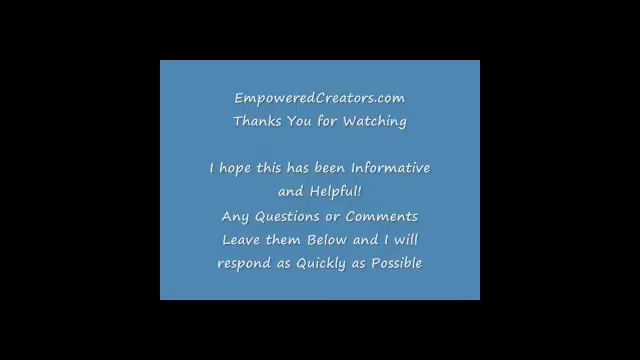 EmpoweredCreators.com
Thanks You for Watching
I hope this has been Informative
and Helpful!
Any Questions or Comments
Leave them Below and I will
respond as Quickly as Possible